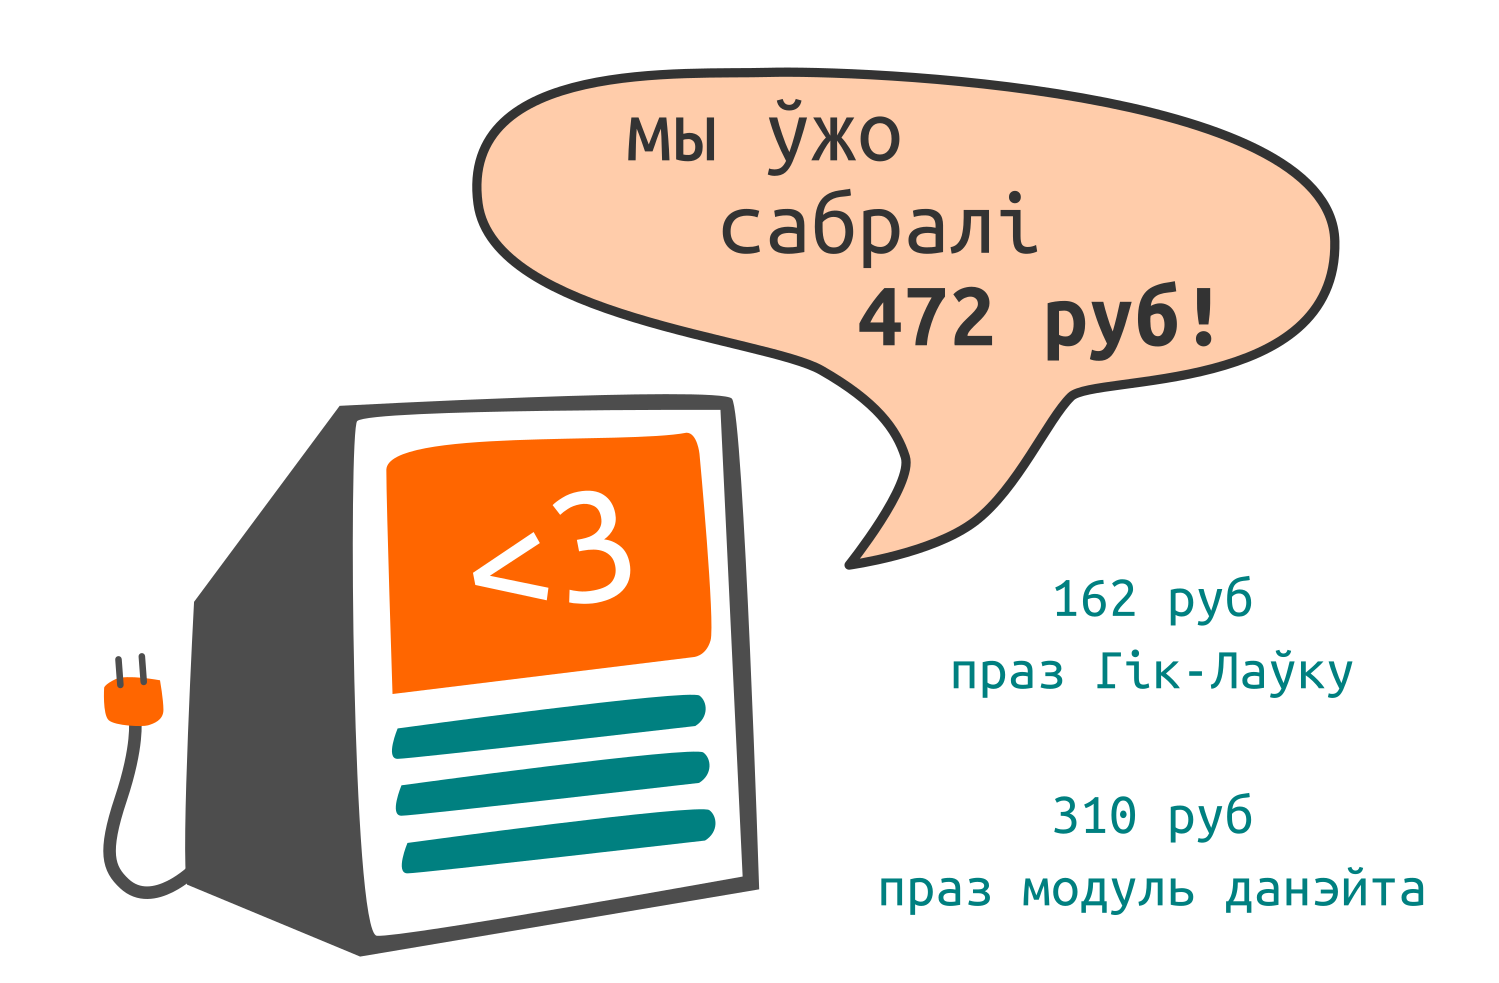 мы ўжо
сабралі
472 руб!
<3
162 руб
праз Гік-Лаўку
310 руб
праз модуль данэйта